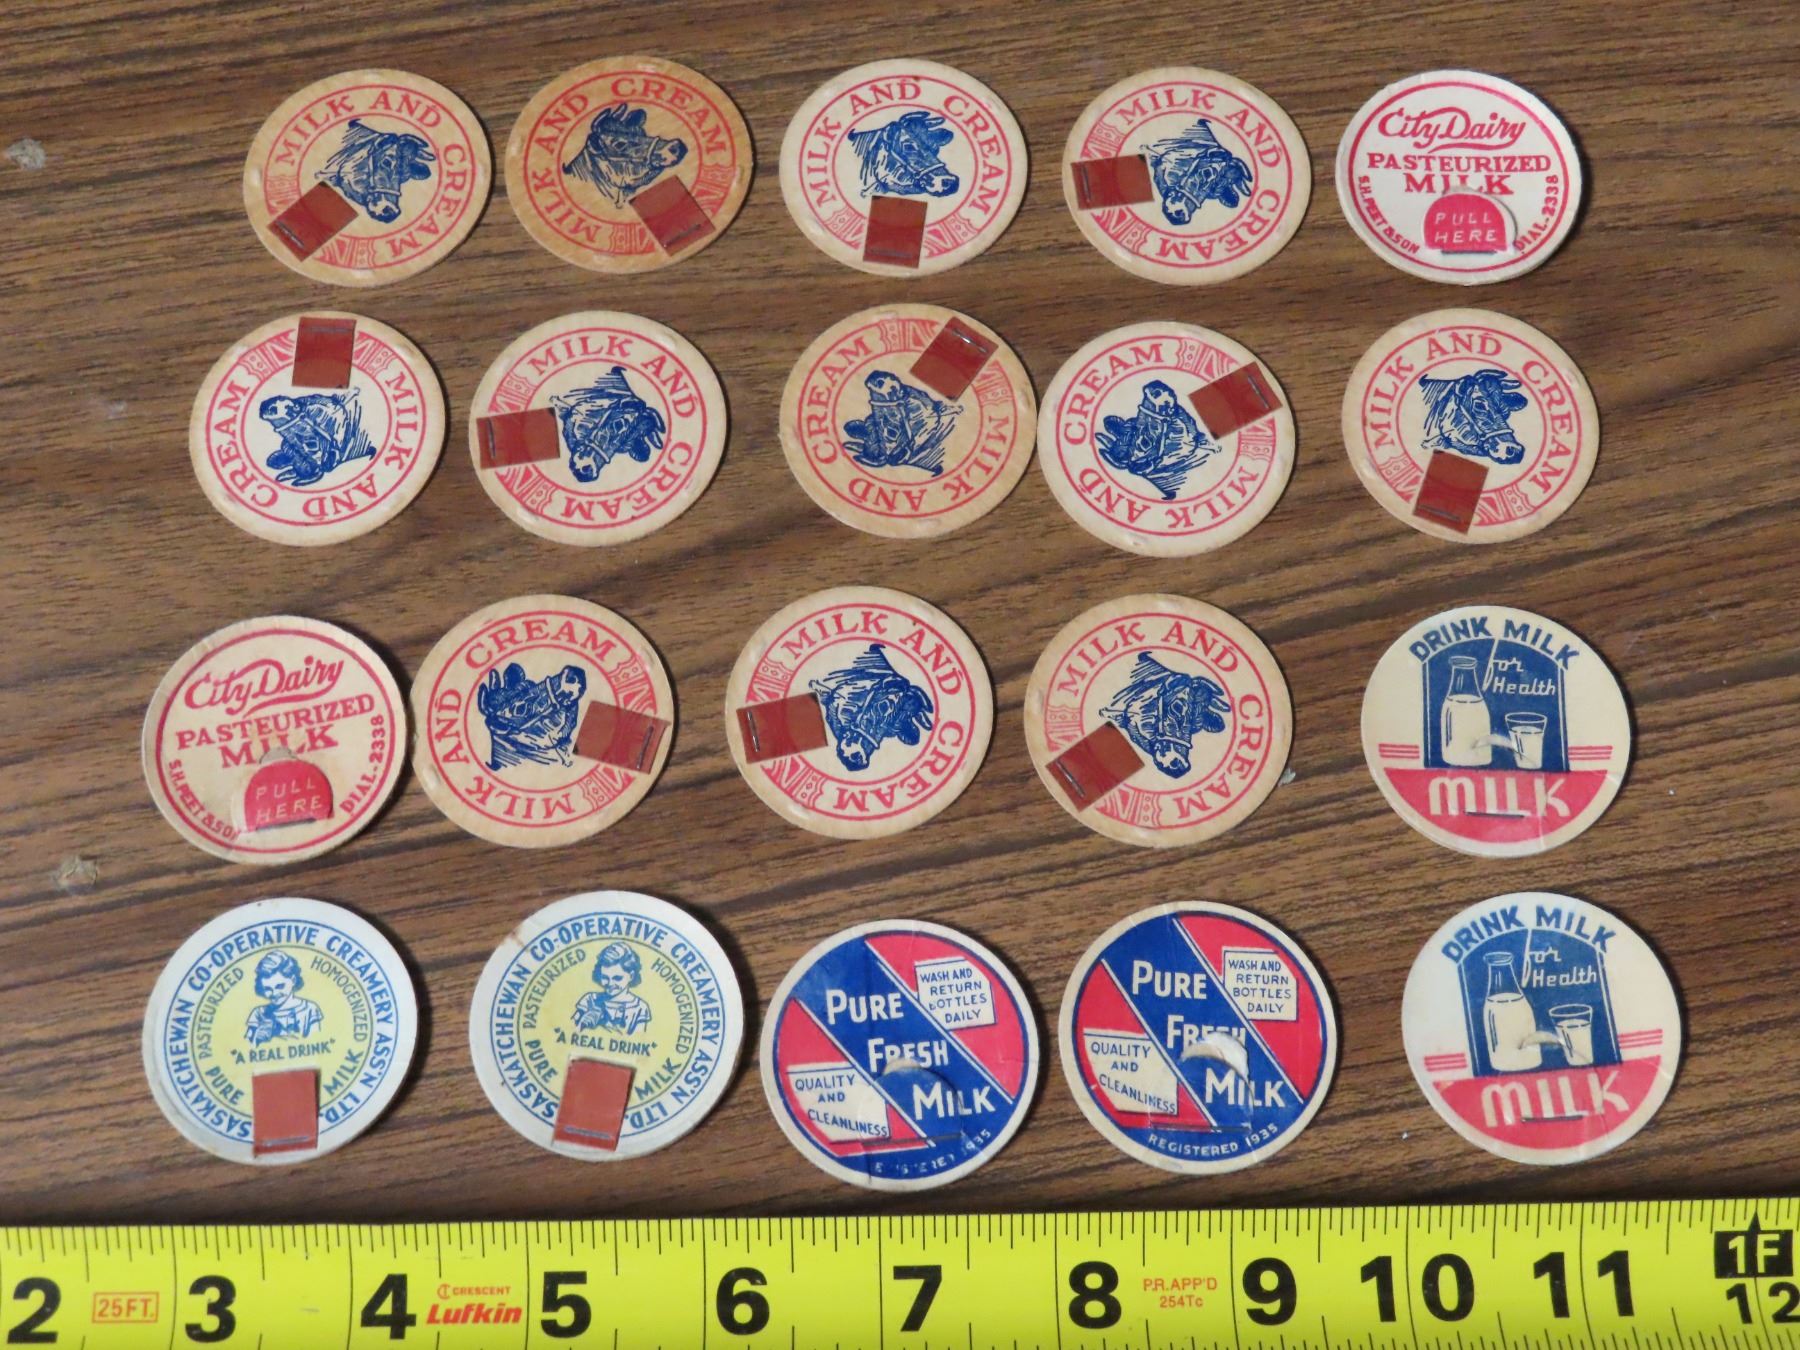 MILK AND CREAM
MILK AND CREAM
MILK AND CREAM
MILK AND CREAM
City Dairy
PASTEURIZED
MILK
PULL
HERE
S.H.PEET & SON DIAL-2338
MILK AND CREAM
MILK AND CREAM
MILK AND CREAM
MILK AND CREAM
MILK AND CREAM
City Dairy
PASTEURIZED
MILK
PULL
HERE
S.H.PEET & SON DIAL-2338
MILK AND CREAM
MILK AND CREAM
MILK AND CREAM
DRINK MILK
for
Health
MILK
SASKATCHEWAN CO-OPERATIVE CREAMERY ASS'N LTD.
PASTEURIZED HOMOGENIZED
"A REAL DRINK"
PURE MILK
SASKATCHEWAN CO-OPERATIVE CREAMERY ASS'N LTD.
PASTEURIZED HOMOGENIZED
"A REAL DRINK"
PURE MILK
WASH AND
RETURN
BOTTLES
DAILY
PURE
FRESH
MILK
QUALITY
AND
CLEANLINESS
1935
WASH AND
RETURN
BOTTLES
DAILY
PURE
FRESH
MILK
QUALITY
AND
CLEANLINESS
REGISTERED 1935
DRINK MILK
for
Health
MILK
2 25FT. 3 4 CRESCENT Lufkin 5 6 7 8 P.R.APP'D 254Tc 9 10 11 1F 12